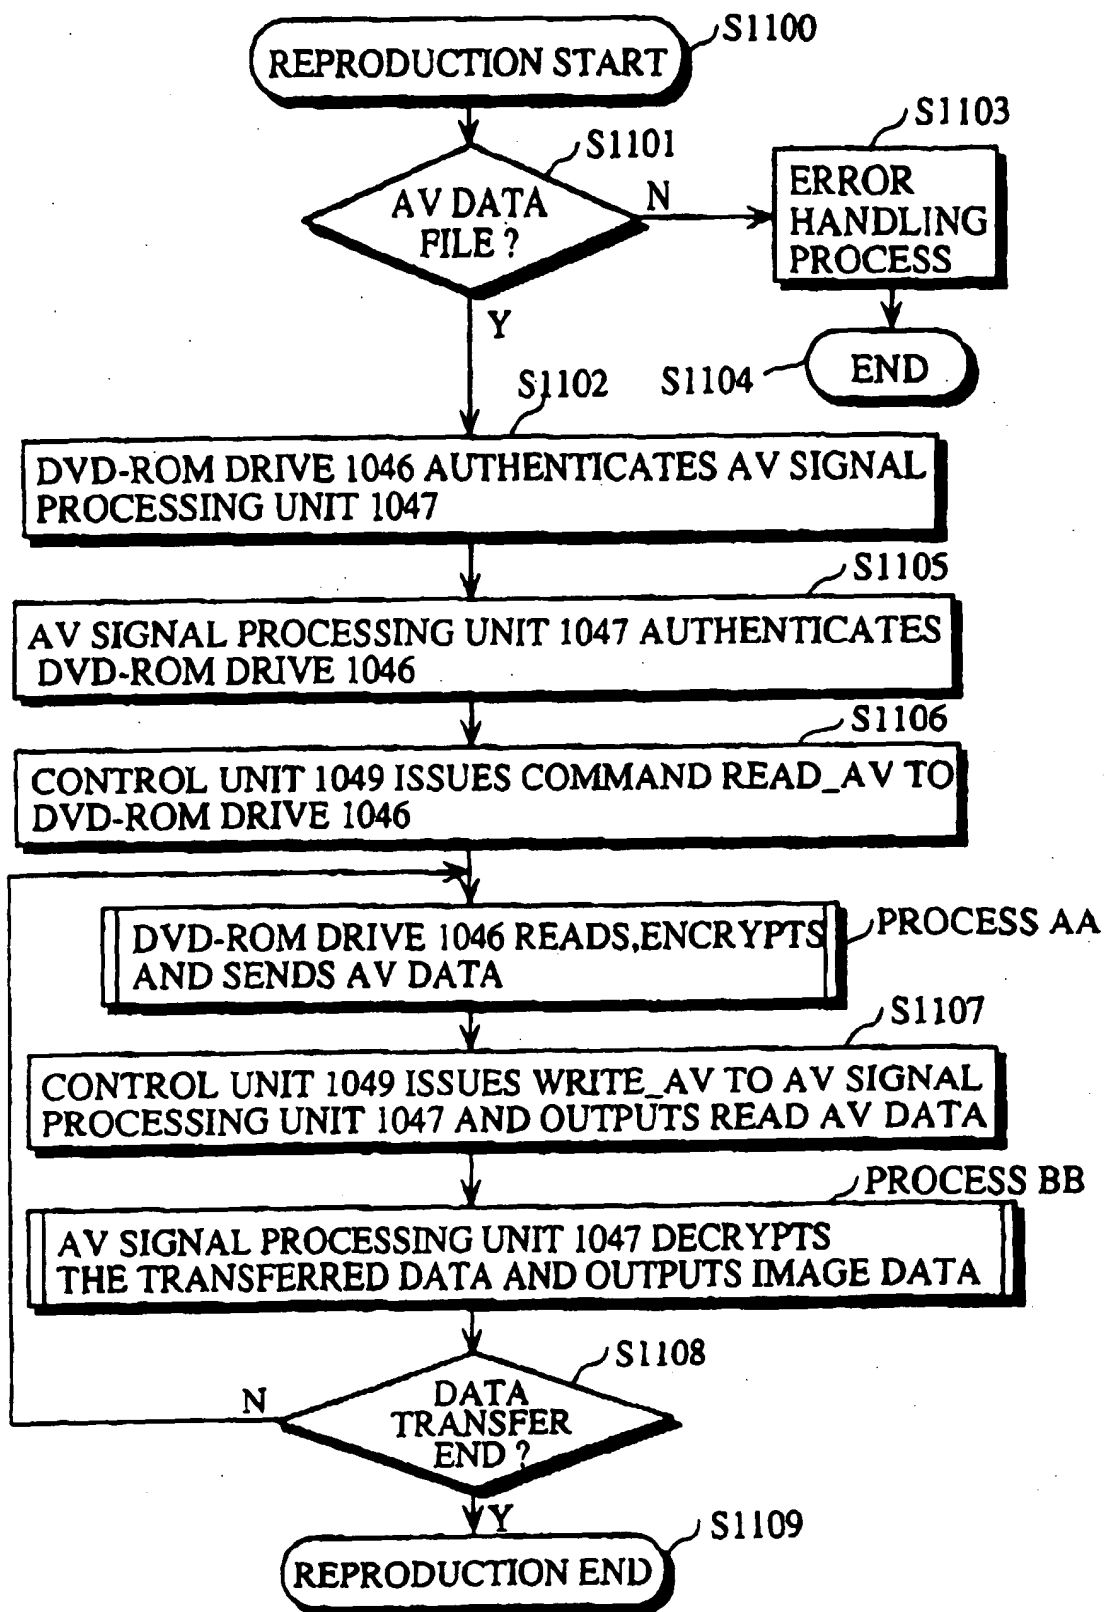 REPRODUCTION START
S1100
S1101
AV DATA
FILE ?
N
S1103
ERROR
HANDLING
PROCESS
Y
S1104
END
S1102
DVD-ROM DRIVE 1046 AUTHENTICATES AV SIGNAL
PROCESSING UNIT 1047
S1105
AV SIGNAL PROCESSING UNIT 1047 AUTHENTICATES
DVD-ROM DRIVE 1046
S1106
CONTROL UNIT 1049 ISSUES COMMAND READ_AV TO
DVD-ROM DRIVE 1046
DVD-ROM DRIVE 1046 READS,ENCRYPTS
AND SENDS AV DATA
PROCESS AA
S1107
CONTROL UNIT 1049 ISSUES WRITE_AV TO AV SIGNAL
PROCESSING UNIT 1047 AND OUTPUTS READ AV DATA
PROCESS BB
AV SIGNAL PROCESSING UNIT 1047 DECRYPTS
THE TRANSFERRED DATA AND OUTPUTS IMAGE DATA
S1108
N
DATA
TRANSFER
END ?
Y
S1109
REPRODUCTION END